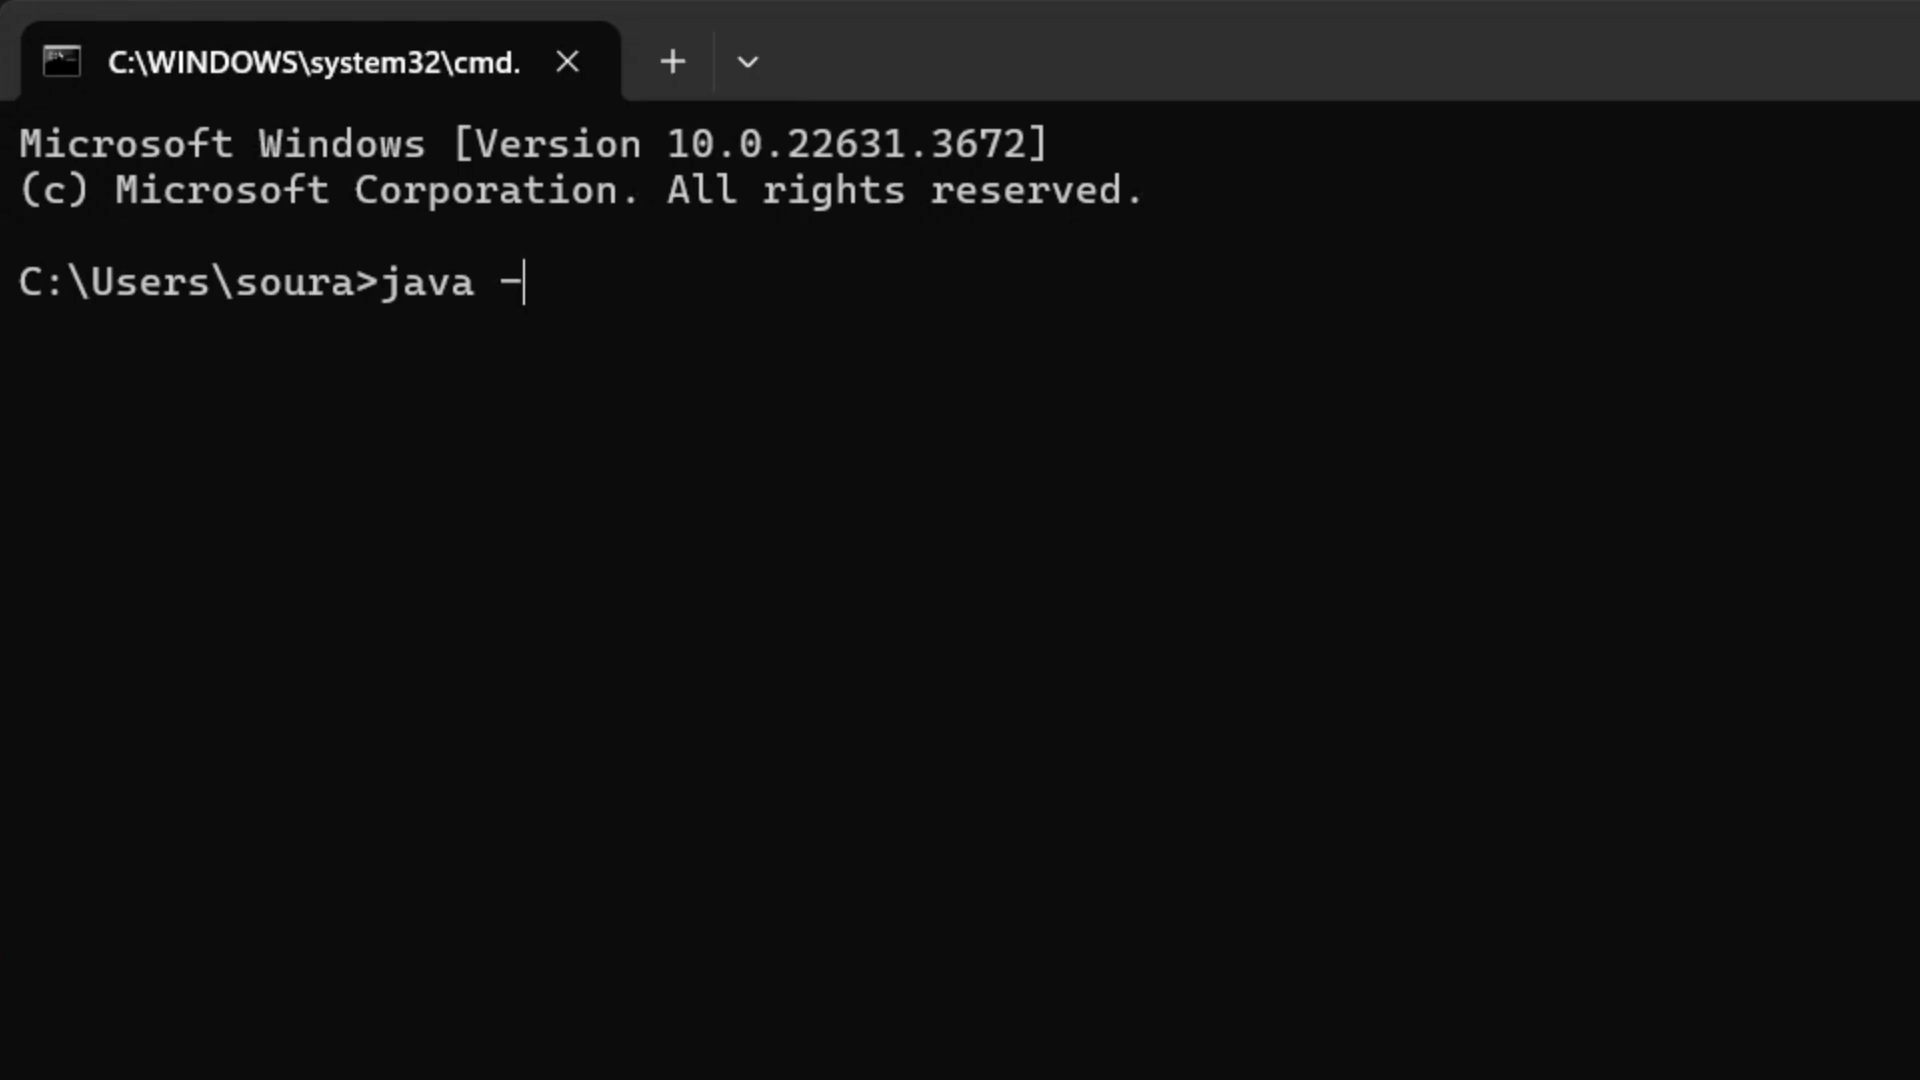 C:\WINDOWS\system32\cmd.
Microsoft Windows [Version 10.0.22631.3672]
(c) Microsoft Corporation. All rights reserved.
C:\Users\soura>java -